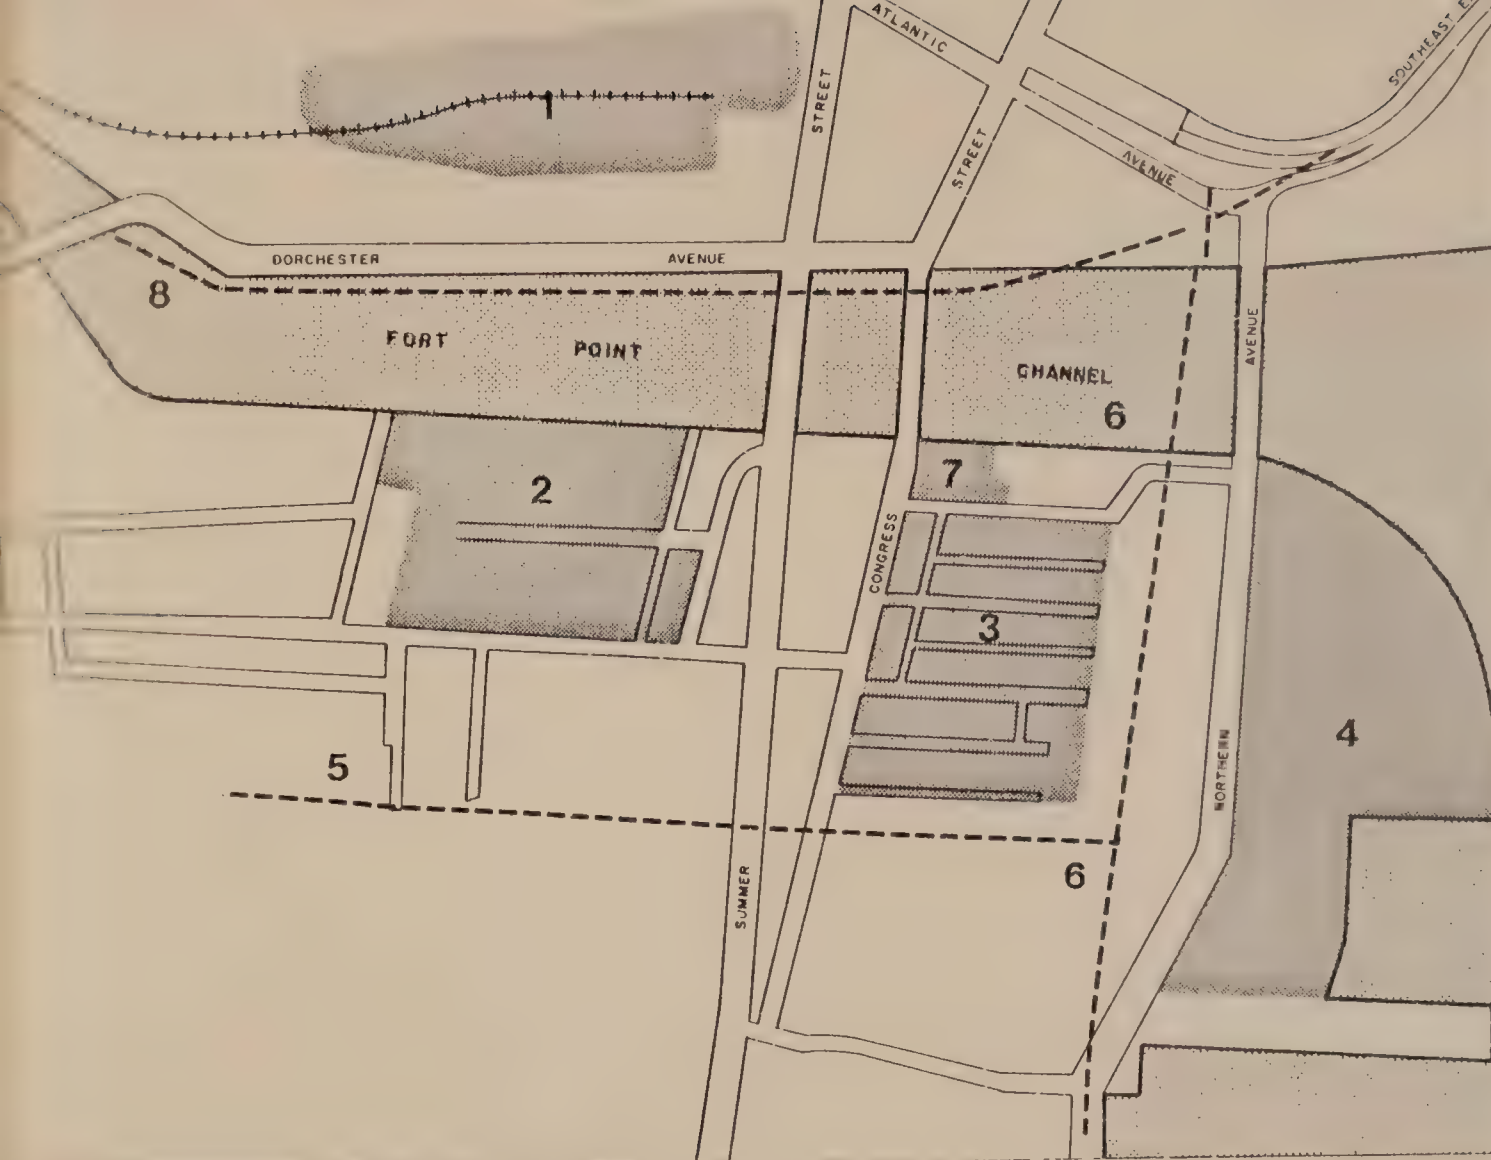 ATLANTIC
SOUTHEAST
STREET
1
STREET
AVENUE
DORCHESTER AVENUE
8
FORT POINT CHANNEL
AVENUE
6
2
7
CONGRESS
3
4
5
NORTHERN
6
SUMMER